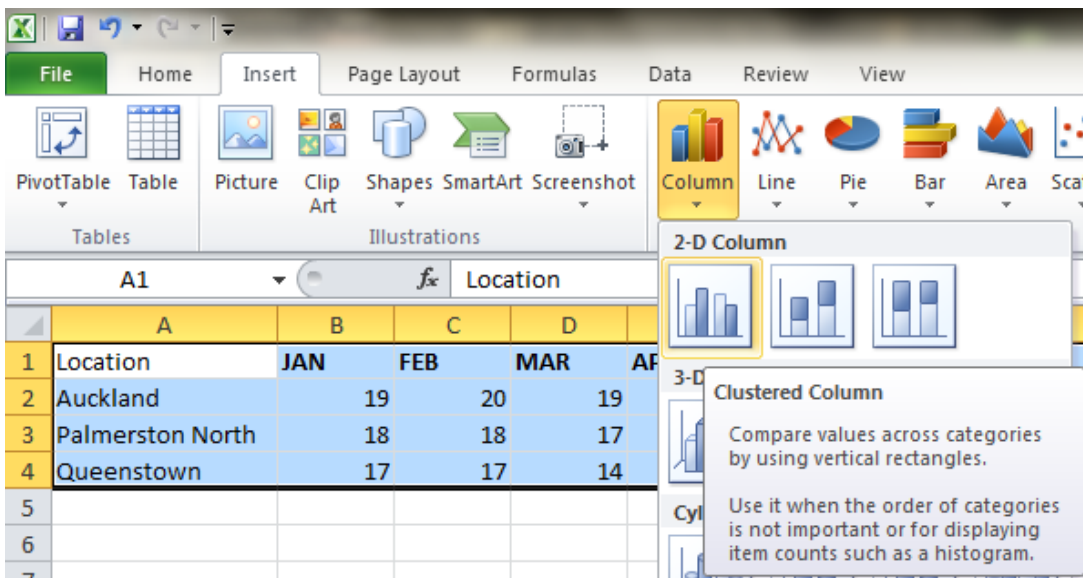 File Home Insert Page Layout Formulas Data Review View
PivotTable Table Picture Clip Art Shapes SmartArt Screenshot Column Line Pie Bar Area
Tables Illustrations
2-D Column
A1 fx Location
A B C D
1 Location JAN FEB MAR
2 Auckland 19 20 19
3 Palmerston North 18 18 17
4 Queenstown 17 17 14
5
6
3-D
Clustered Column
Compare values across categories
by using vertical rectangles.
Use it when the order of categories
is not important or for displaying
item counts such as a histogram.